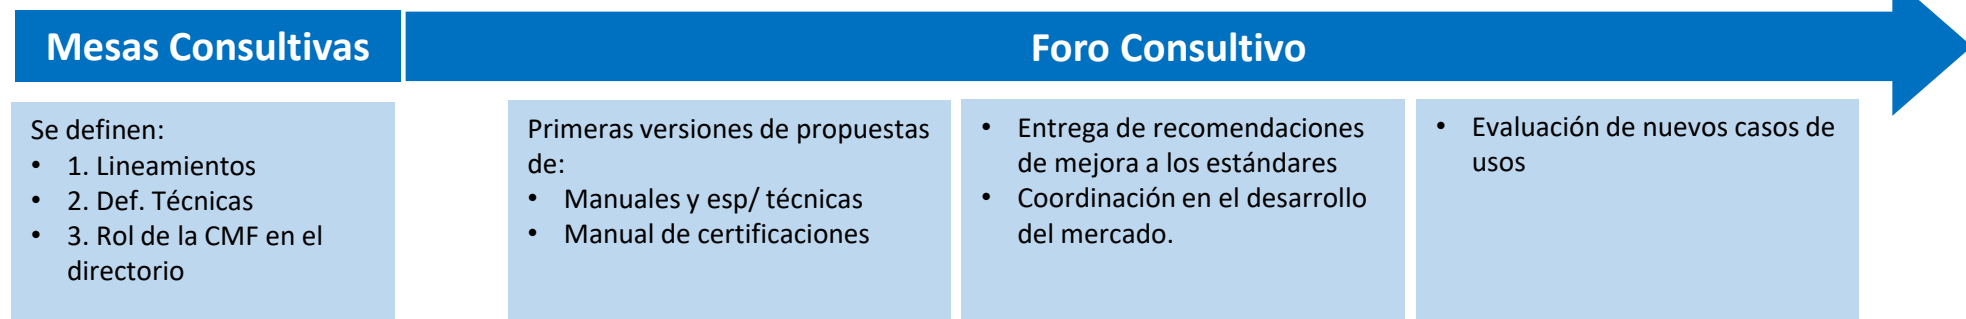 Mesas Consultivas
Foro Consultivo
Se definen:
• 1. Lineamientos
• 2. Def. Técnicas
• 3. Rol de la CMF en el
directorio
Primeras versiones de propuestas
de:
• Manuales y esp/ técnicas
• Manual de certificaciones
• Entrega de recomendaciones
de mejora a los estándares
• Coordinación en el desarrollo
del mercado.
• Evaluación de nuevos casos de
usos